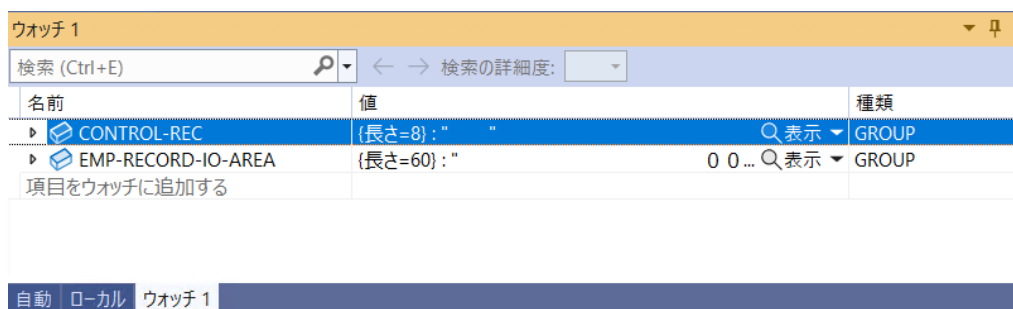 ウォッチ 1
検索 (Ctrl+E) 検索の詳細度:
名前 値 種類
CONTROL-REC {長さ=8} : "        " 表示 GROUP
EMP-RECORD-IO-AREA {長さ=60} : " 0 0... 表示 GROUP
項目をウォッチに追加する
自動 ローカル ウォッチ 1